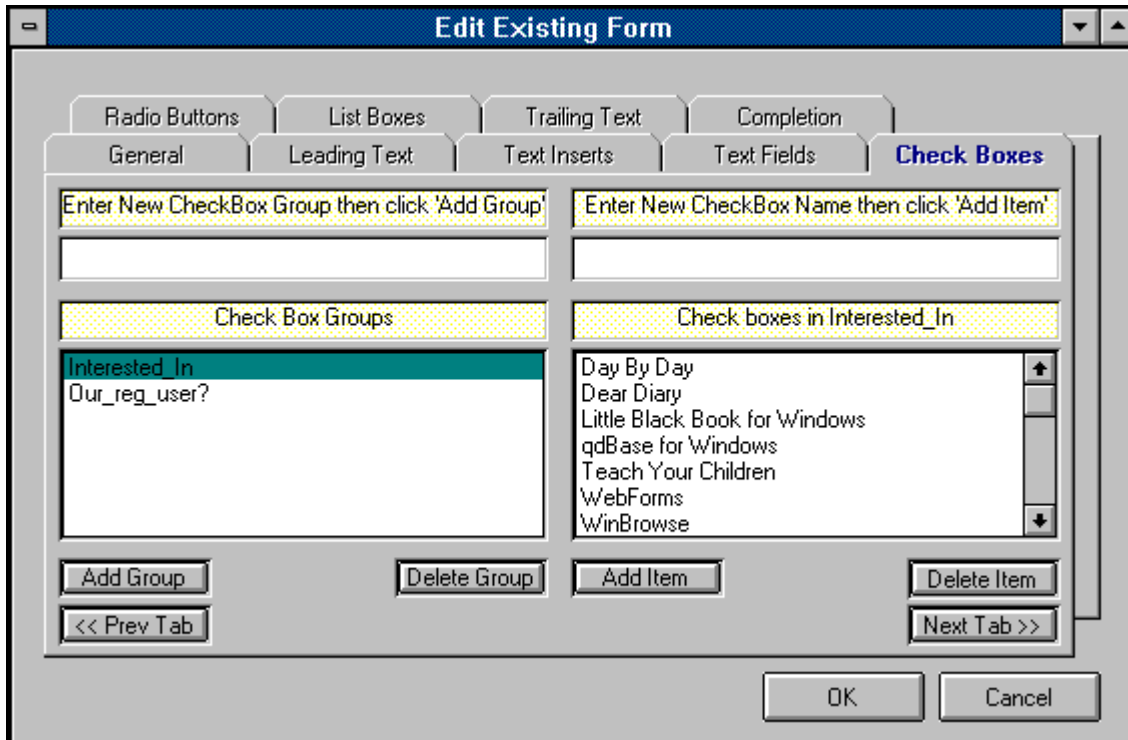 Edit Existing Form
Radio Buttons List Boxes Trailing Text Completion
General Leading Text Text Inserts Text Fields Check Boxes
Enter New CheckBox Group then click 'Add Group' Enter New CheckBox Name then click 'Add Item'
Check Box Groups Check boxes in Interested_In
Interested_In Day By Day
Our_reg_user? Dear Diary
Little Black Book for Windows
qdBase for Windows
Teach Your Children
WebForms
WinBrowse
Add Group Delete Group Add Item Delete Item
<< Prev Tab Next Tab >>
OK Cancel